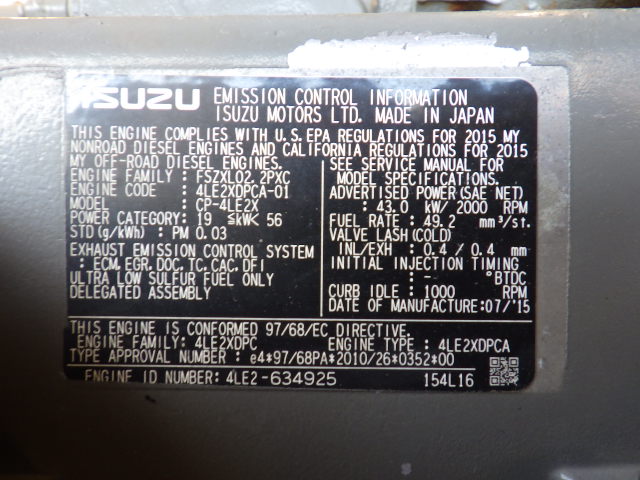 ISUZU EMISSION CONTROL INFORMATION
ISUZU MOTORS LTD. MADE IN JAPAN
THIS ENGINE COMPLIES WITH U.S.EPA REGULATIONS FOR 2015 MY
NONROAD DIESEL ENGINES AND CALIFORNIA REGULATIONS FOR 2015
MY OFF-ROAD DIESEL ENGINES.
ENGINE FAMILY : FSZXL02.2PXC
ENGINE CODE : 4LE2XDPCA-01
MODEL : CP-4LE2X
POWER CATEGORY: 19 ≦kW< 56
STD (g/kWh) : PM 0.03
EXHAUST EMISSION CONTROL SYSTEM
: ECM, EGR, DOC, TC, CAC, DFI
ULTRA LOW SULFUR FUEL ONLY
DELEGATED ASSEMBLY
SEE SERVICE MANUAL FOR
MODEL SPECIFICATIONS.
ADVERTISED POWER(SAE NET)
: 43.0 kW/ 2000 RPM
FUEL RATE : 49.2 mm³/st.
VALVE LASH(COLD)
INL/EXH : 0.4 / 0.4 mm
INITIAL INJECTION TIMING
: - °BTDC
CURB IDLE : 1000 RPM
DATE OF MANUFACTURE:07/'15
THIS ENGINE IS CONFORMED 97/68/EC DIRECTIVE.
ENGINE FAMILY: 4LE2XDPC ENGINE TYPE: 4LE2XDPCA
TYPE APPROVAL NUMBER : e4*97/68PA*2010/26*0352*00
ENGINE ID NUMBER: 4LE2-634925 154L16